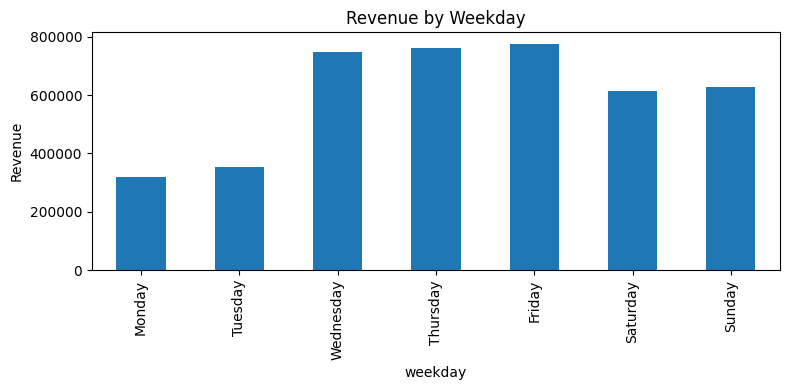 Revenue by Weekday
Revenue
800000
600000
400000
200000
0
Monday
Tuesday
Wednesday
Thursday
Friday
Saturday
Sunday
weekday